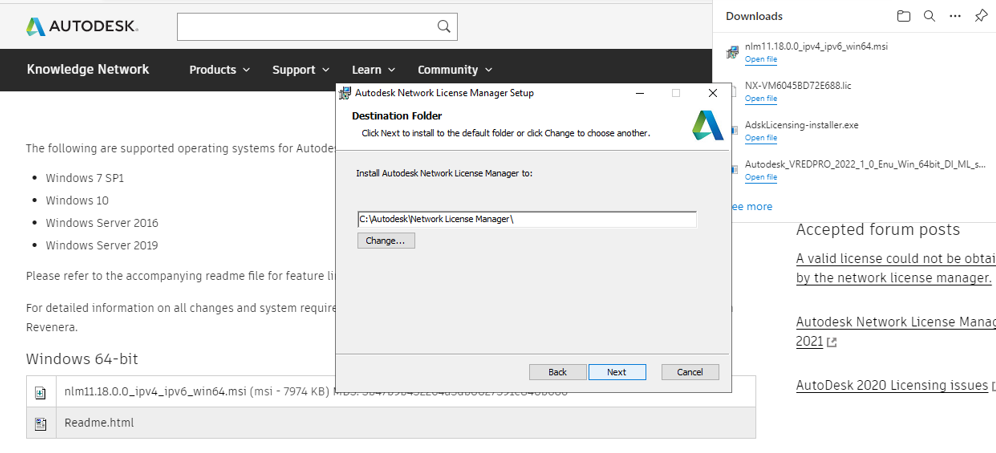 AUTODESK.
Knowledge Network
Products
Support
Learn
Community
The following are supported operating systems for Autode
Windows 7 SP1
Windows 10
Windows Server 2016
Windows Server 2019
Please refer to the accompanying readme file for feature li
For detailed information on all changes and system require
Revenera.
Windows 64-bit
nlm11.18.0.0_ipv4_ipv6_win64.msi (msi - 7974 KB)
Readme.html
Autodesk Network License Manager Setup
Destination Folder
Click Next to install to the default folder or click Change to choose another.
Install Autodesk Network License Manager to:
C:\Autodesk\Network License Manager\
Change...
Back
Next
Cancel
Downloads
nlm11.18.0.0_ipv4_ipv6_win64.msi
Open file
NX-VM6045BD72E688.lic
Open file
AdskLicensing-installer.exe
Open file
Autodesk_VREDPRO_2022_1_0_Enu_Win_64bit_DI_ML_s...
Open file
ee more
Accepted forum posts
A valid license could not be obtai
by the network license manager.
Autodesk Network License Manag
2021
AutoDesk 2020 Licensing issues